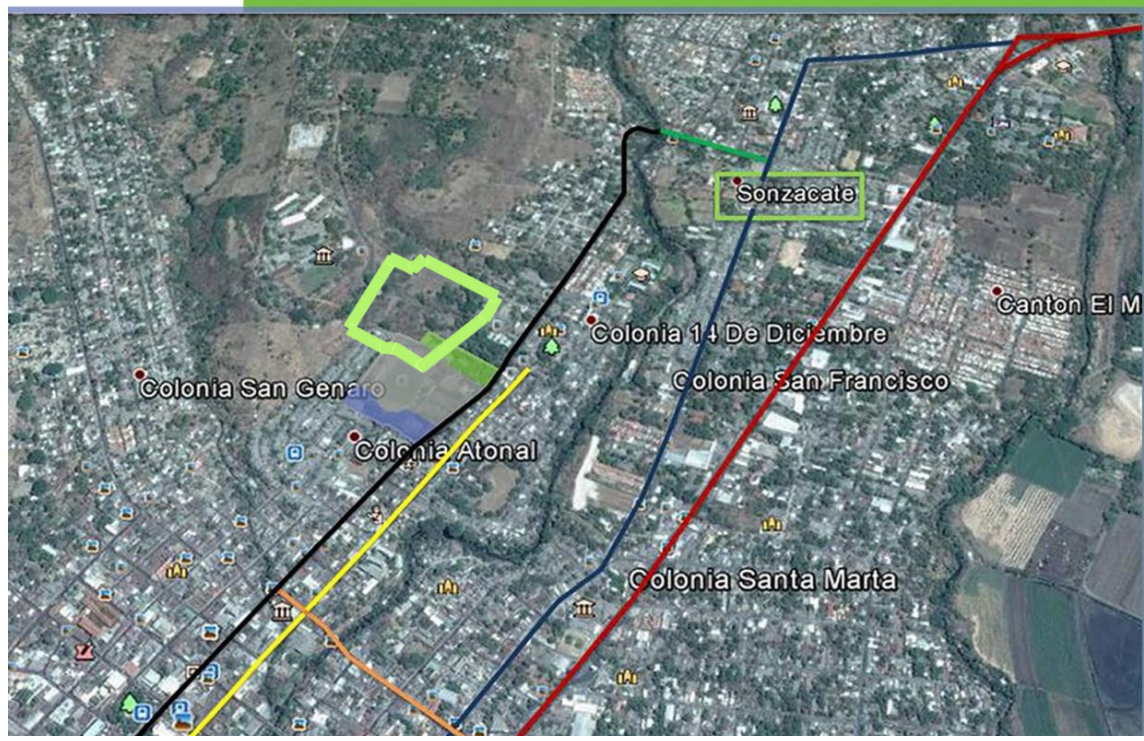 Sonzacate
Canton El M
Colonia 14 De Diciembre
Colonia San Genaro
Colonia San Francisco
Colonia Atonal
Colonia Santa Marta